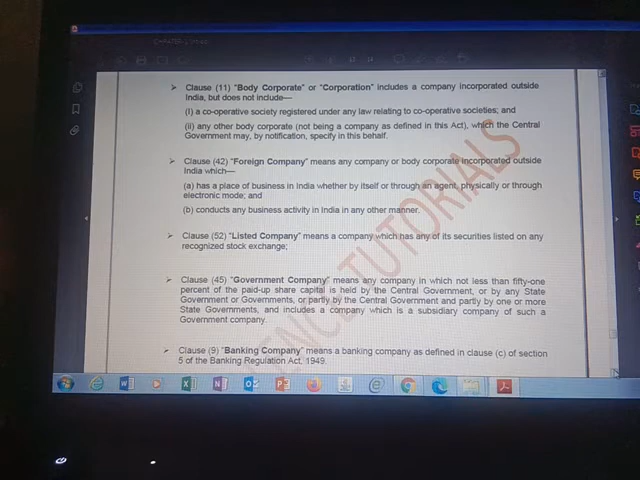 ➢ Clause (11) "Body Corporate" or "Corporation" includes a company incorporated outside
India, but does not include—
(I) a co-operative society registered under any law relating to co-operative societies; and
(ii) any other body corporate (not being a company as defined in this Act), which the Central
Government may, by notification, specify in this behalf.
➢ Clause (42) "Foreign Company" means any company or body corporate incorporated outside
India which—
(a) has a place of business in India whether by itself or through an agent, physically or through
electronic mode; and
(b) conducts any business activity in India in any other manner.
➢ Clause (52) "Listed Company" means a company which has any of its securities listed on any
recognized stock exchange;
➢ Clause (45) "Government Company" means any company in which not less than fifty-one
percent of the paid-up share capital is held by the Central Government, or by any State
Government or Governments, or partly by the Central Government and partly by one or more
State Governments, and includes a company which is a subsidiary company of such a
Government company.
➢ Clause (9) "Banking Company" means a banking company as defined in clause (c) of section
5 of the Banking Regulation Act, 1949.
TUTORIALS